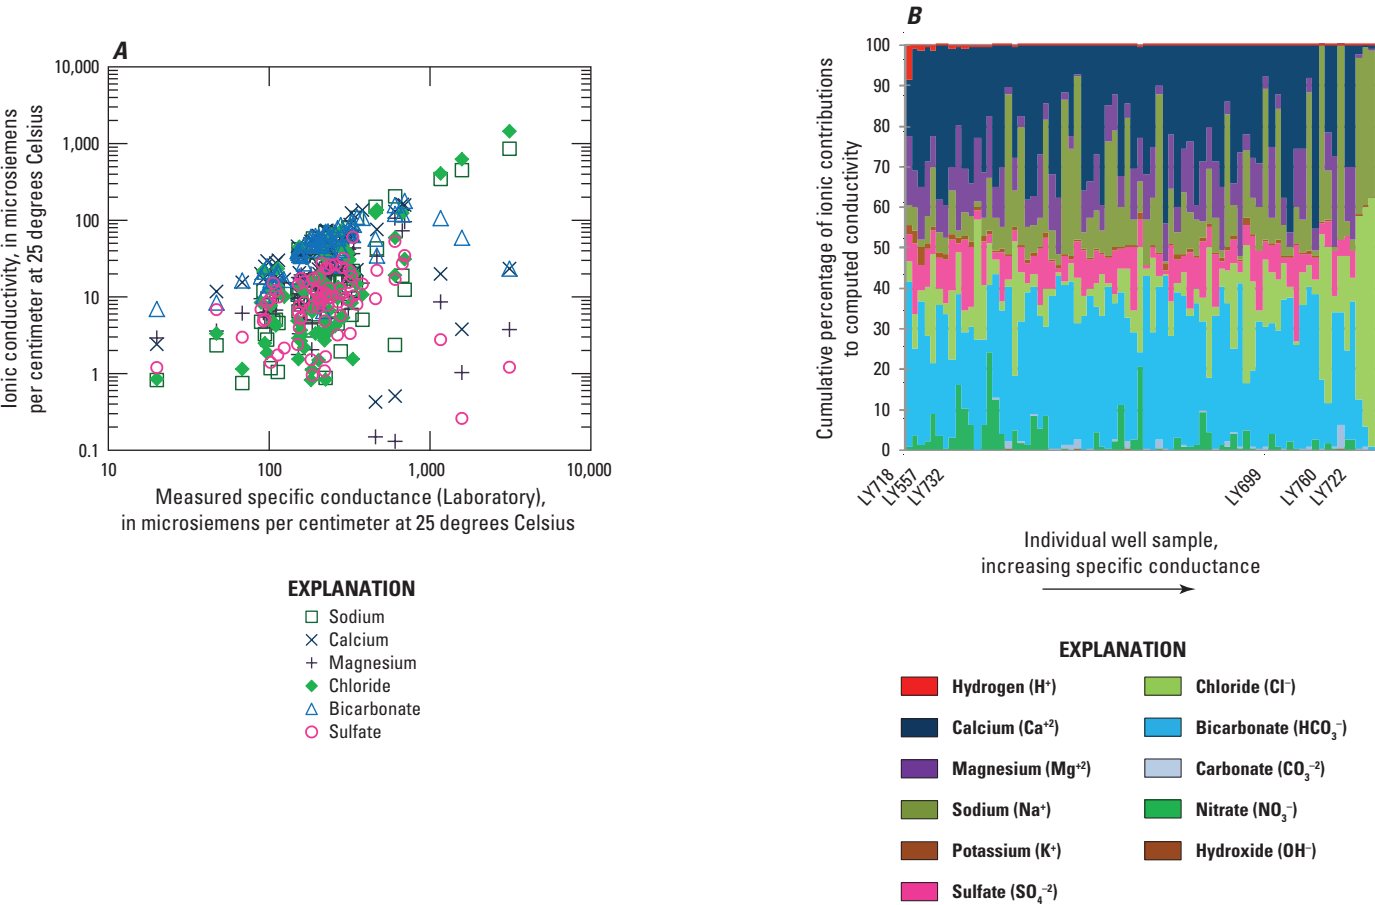 A
Ionic conductivity, in microsiemens
per centimeter at 25 degrees Celsius
10,000
1,000
100
10
1
0.1
10
100
1,000
10,000
Measured specific conductance (Laboratory),
in microsiemens per centimeter at 25 degrees Celsius
EXPLANATION
Sodium
Calcium
Magnesium
Chloride
Bicarbonate
Sulfate
B
Cumulative percentage of ionic contributions
to computed conductivity
100
90
80
70
60
50
40
30
20
10
0
LY718
LY557
LY732
LY699
LY760
LY722
Individual well sample,
increasing specific conductance
EXPLANATION
Hydrogen (H⁺)
Calcium (Ca⁺²)
Magnesium (Mg⁺²)
Sodium (Na⁺)
Potassium (K⁺)
Sulfate (SO₄⁻²)
Chloride (Cl⁻)
Bicarbonate (HCO₃⁻)
Carbonate (CO₃⁻²)
Nitrate (NO₃⁻)
Hydroxide (OH⁻)